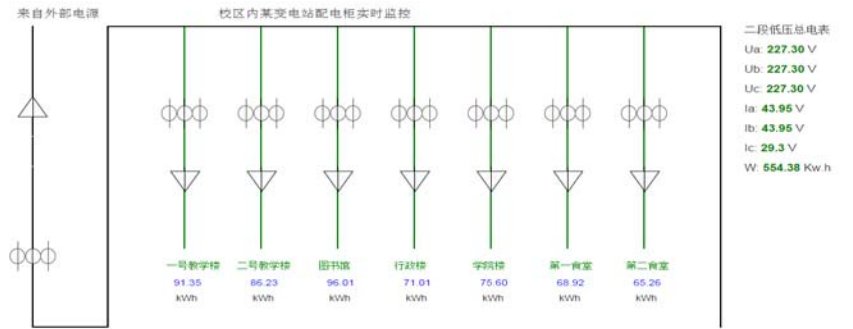 来自外部电源
校区内某变电站配电柜实时监控
二段低压总电表
Ua: 227.30 V
Ub: 227.30 V
Uc: 227.30 V
Ia: 43.95 V
Ib: 43.95 V
Ic: 29.3 V
W: 554.38 Kw.h
一号教学楼 二号教学楼 图书馆 行政楼 学院楼 第一食堂 第二食堂
91.35 86.23 96.01 71.01 75.60 68.92 65.26
kWh kWh kWh kWh kWh kWh kWh